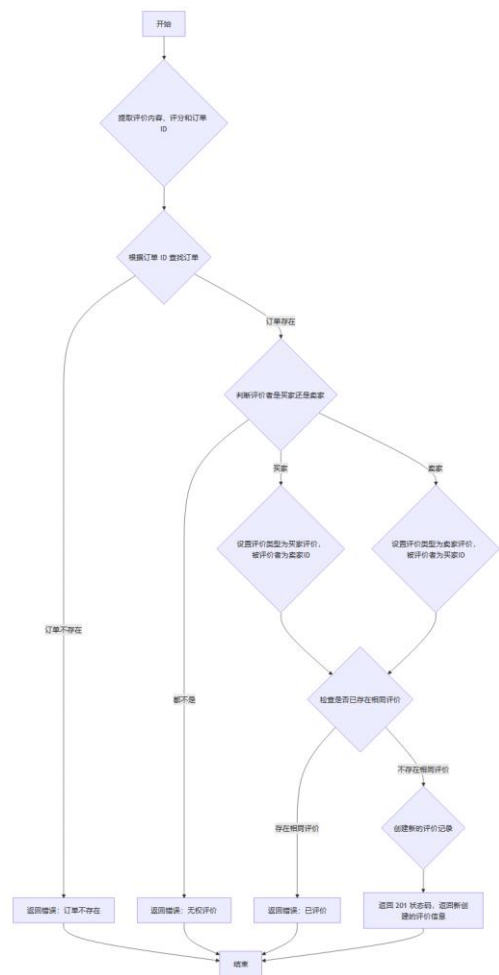 开始
提取评价内容、评分和订单
ID
根据订单 ID 查找订单
订单存在
判断评价者是买家还是卖家
买家
卖家
设置评价类型为买家评价,
被评价者为卖家ID
设置评价类型为卖家评价,
被评价者为买家ID
订单不存在
都不是
检查是否已存在相同评价
不存在相同评价
存在相同评价
创建新的评价记录
返回错误：订单不存在
返回错误：无权评价
返回错误：已评价
返回 201 状态码，返回新创
建的评价信息
结束